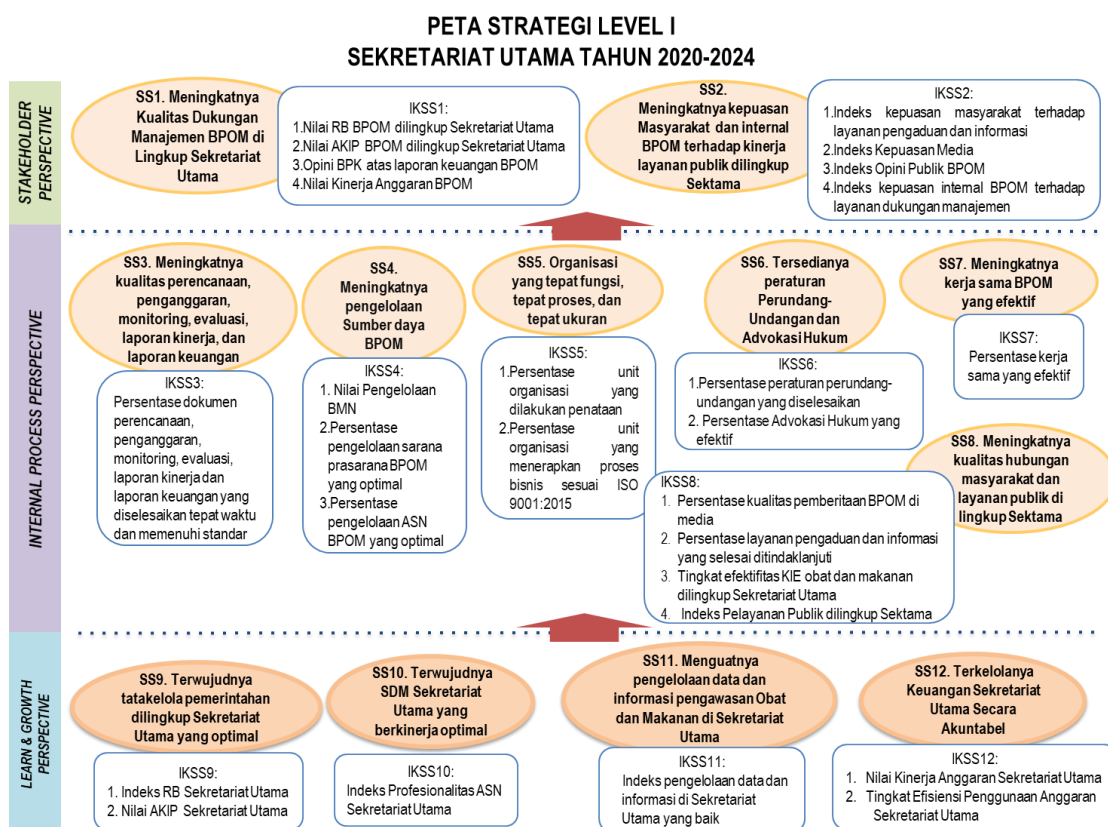 PETA STRATEGI LEVEL I
SEKRETARIAT UTAMA TAHUN 2020-2024
STAKEHOLDER
PERSPECTIVE
SS1. Meningkatnya
Kualitas Dukungan
Manajemen BPOM di
Lingkup Sekretariat
Utama
IKSS1:
1.Nilai RB BPOM dilingkup Sekretariat Utama
2.Nilai AKIP BPOM dilingkup Sekretariat Utama
3.Opini BPK atas laporan keuangan BPOM
4.Nilai Kinerja Anggaran BPOM
SS2.
Meningkatnya kepuasan
Masyarakat dan internal
BPOM terhadap kinerja
layanan publik dilingkup
Sektama
IKSS2:
1.Indeks kepuasan masyarakat terhadap
layanan pengaduan dan informasi
2.Indeks Kepuasan Media
3.Indeks Opini Publik BPOM
4.Indeks kepuasan internal BPOM terhadap
layanan dukungan manajemen
INTERNAL PROCESS PERSPECTIVE
SS3. Meningkatnya
kualitas perencanaan,
penganggaran,
monitoring, evaluasi,
laporan kinerja, dan
laporan keuangan
IKSS3:
Persentase dokumen
perencanaan,
penganggaran,
monitoring, evaluasi,
laporan kinerja dan
laporan keuangan yang
diselesaikan tepat waktu
dan memenuhi standar
SS4.
Meningkatnya
pengelolaan
Sumber daya
BPOM
IKSS4:
1. Nilai Pengelolaan
BMN
2.Persentase
pengelolaan sarana
prasarana BPOM
yang optimal
3.Persentase
pengelolaan ASN
BPOM yang optimal
SS5. Organisasi
yang tepat fungsi,
tepat proses, dan
tepat ukuran
IKSS5:
1.Persentase unit
organisasi yang
dilakukan penataan
2.Persentase unit
organisasi yang
menerapkan proses
bisnis sesuai ISO
9001:2015
SS6. Tersedianya
peraturan
Perundang-
Undangan dan
Advokasi Hukum
IKSS6:
1.Persentase peraturan perundang-
undangan yang diselesaikan
2. Persentase Advokasi Hukum yang
efektif
SS7. Meningkatnya
kerja sama BPOM
yang efektif
IKSS7:
Persentase kerja
sama yang efektif
SS8. Meningkatnya
kualitas hubungan
masyarakat dan
layanan publik di
lingkup Sektama
IKSS8:
1. Persentase kualitas pemberitaan BPOM di
media
2. Persentase layanan pengaduan dan informasi
yang selesai ditindaklanjuti
3. Tingkat efektifitas KIE obat dan makanan
dilingkup Sekretariat Utama
4. Indeks Pelayanan Publik dilingkup Sektama
LEARN & GROWTH
PERSPECTIVE
SS9. Terwujudnya
tatakelola pemerintahan
dilingkup Sekretariat
Utama yang optimal
IKSS9:
1. Indeks RB Sekretariat Utama
2. Nilai AKIP Sekretariat Utama
SS10. Terwujudnya
SDM Sekretariat
Utama yang
berkinerja optimal
IKSS10:
Indeks Profesionalitas ASN
Sekretariat Utama
SS11. Menguatnya
pengelolaan data dan
informasi pengawasan Obat
dan Makanan di Sekretariat
Utama
IKSS11:
Indeks pengelolaan data dan
informasi di Sekretariat
Utama yang baik
SS12. Terkelolanya
Keuangan Sekretariat
Utama Secara
Akuntabel
IKSS12:
1. Nilai Kinerja Anggaran Sekretariat Utama
2. Tingkat Efisiensi Penggunaan Anggaran
Sekretariat Utama